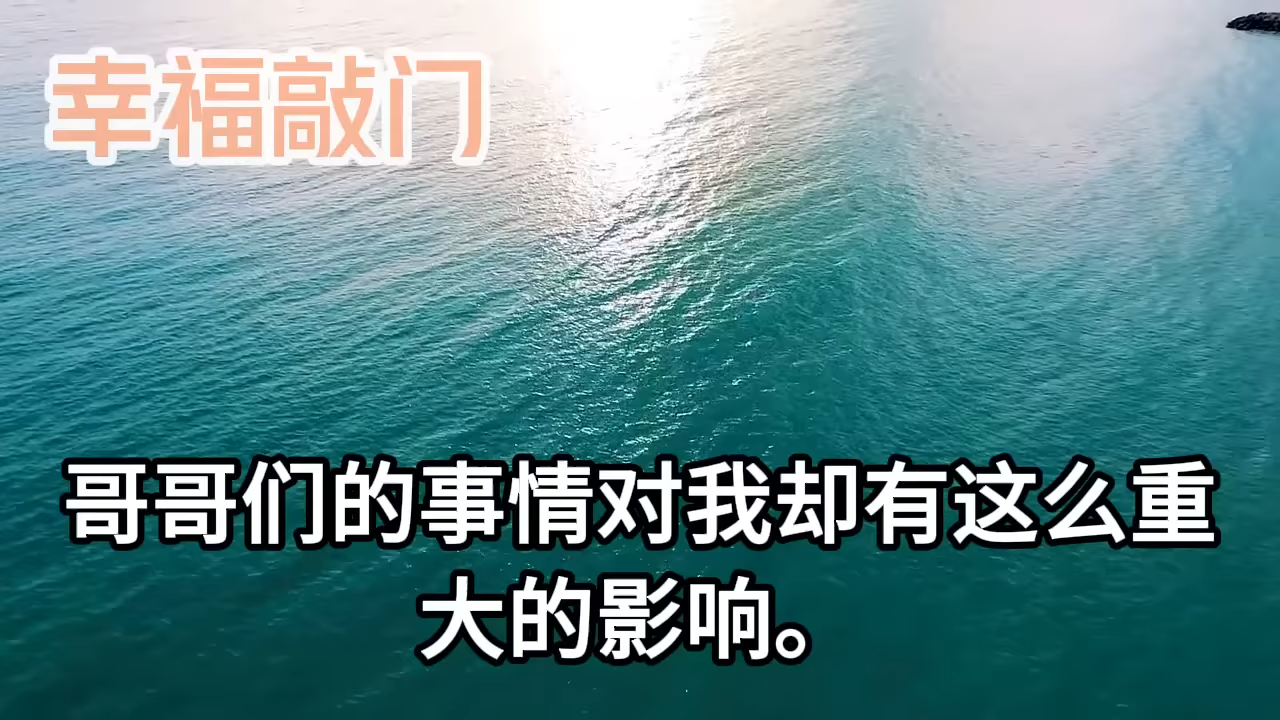 幸福敲门
哥哥们的事情对我却有这么重
大的影响。